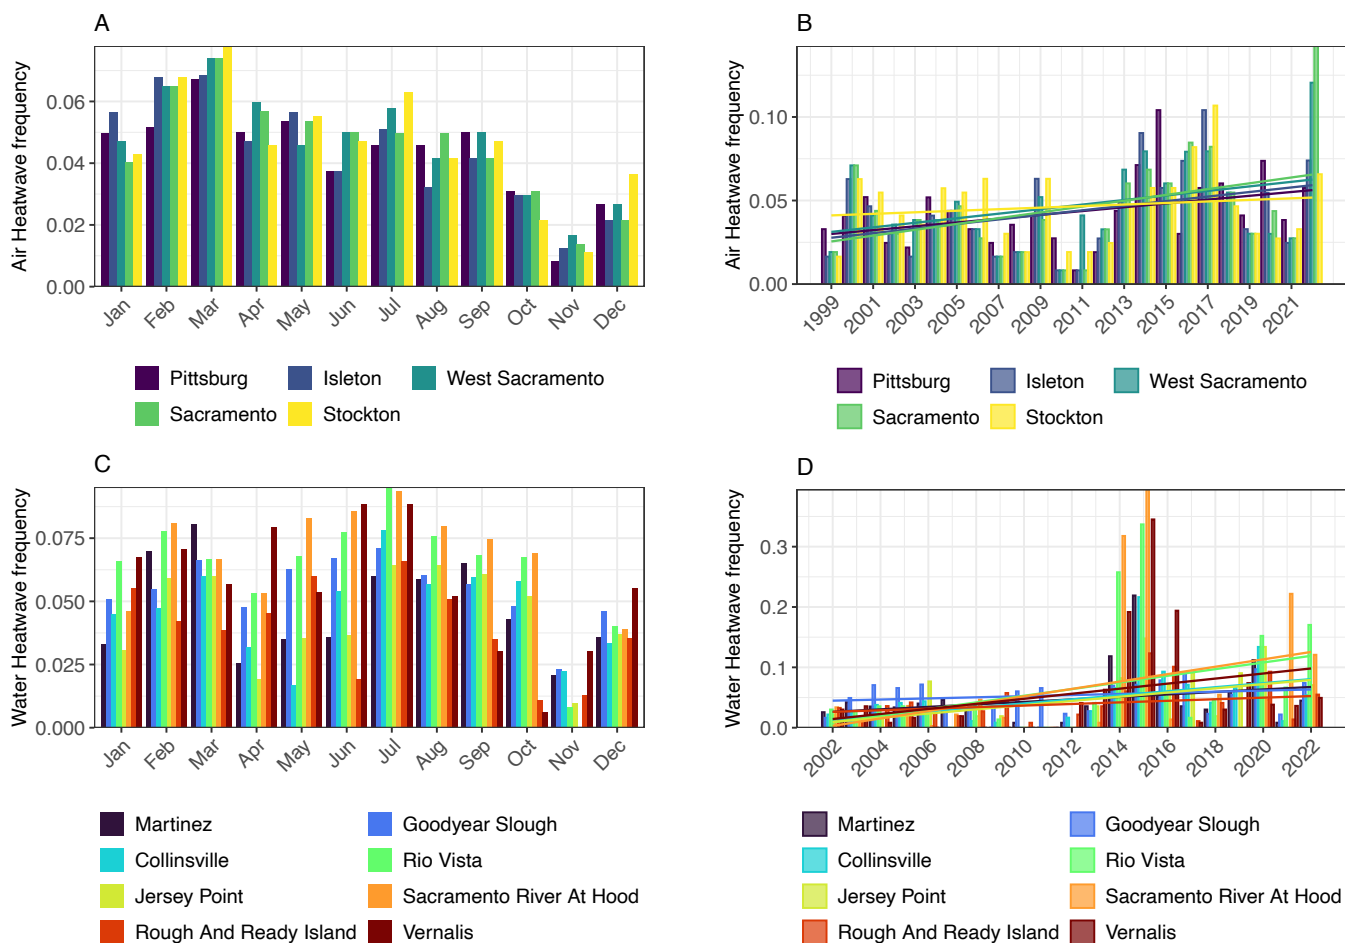 A
Air Heatwave frequency
0.06
0.04
0.02
0.00
Jan Feb Mar Apr May Jun Jul Aug Sep Oct Nov Dec
Pittsburg Isleton West Sacramento
Sacramento Stockton
B
Air Heatwave frequency
0.10
0.05
0.00
1999 2001 2003 2005 2007 2009 2011 2013 2015 2017 2019 2021
Pittsburg Isleton West Sacramento
Sacramento Stockton
C
Water Heatwave frequency
0.075
0.050
0.025
0.000
Jan Feb Mar Apr May Jun Jul Aug Sep Oct Nov Dec
Martinez Goodyear Slough
Collinsville Rio Vista
Jersey Point Sacramento River At Hood
Rough And Ready Island Vernalis
D
Water Heatwave frequency
0.3
0.2
0.1
0.0
2002 2004 2006 2008 2010 2012 2014 2016 2018 2020 2022
Martinez Goodyear Slough
Collinsville Rio Vista
Jersey Point Sacramento River At Hood
Rough And Ready Island Vernalis